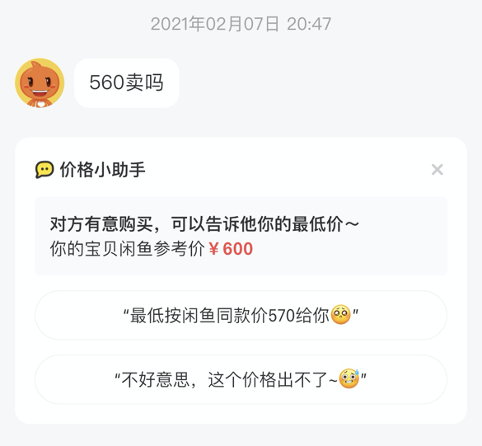 2021年02月07日 20:47
560卖吗
价格小助手
对方有意购买，可以告诉他你的最低价～
你的宝贝闲鱼参考价 ¥600
“最低按闲鱼同款价570给你🥺”
“不好意思，这个价格出不了~😅”